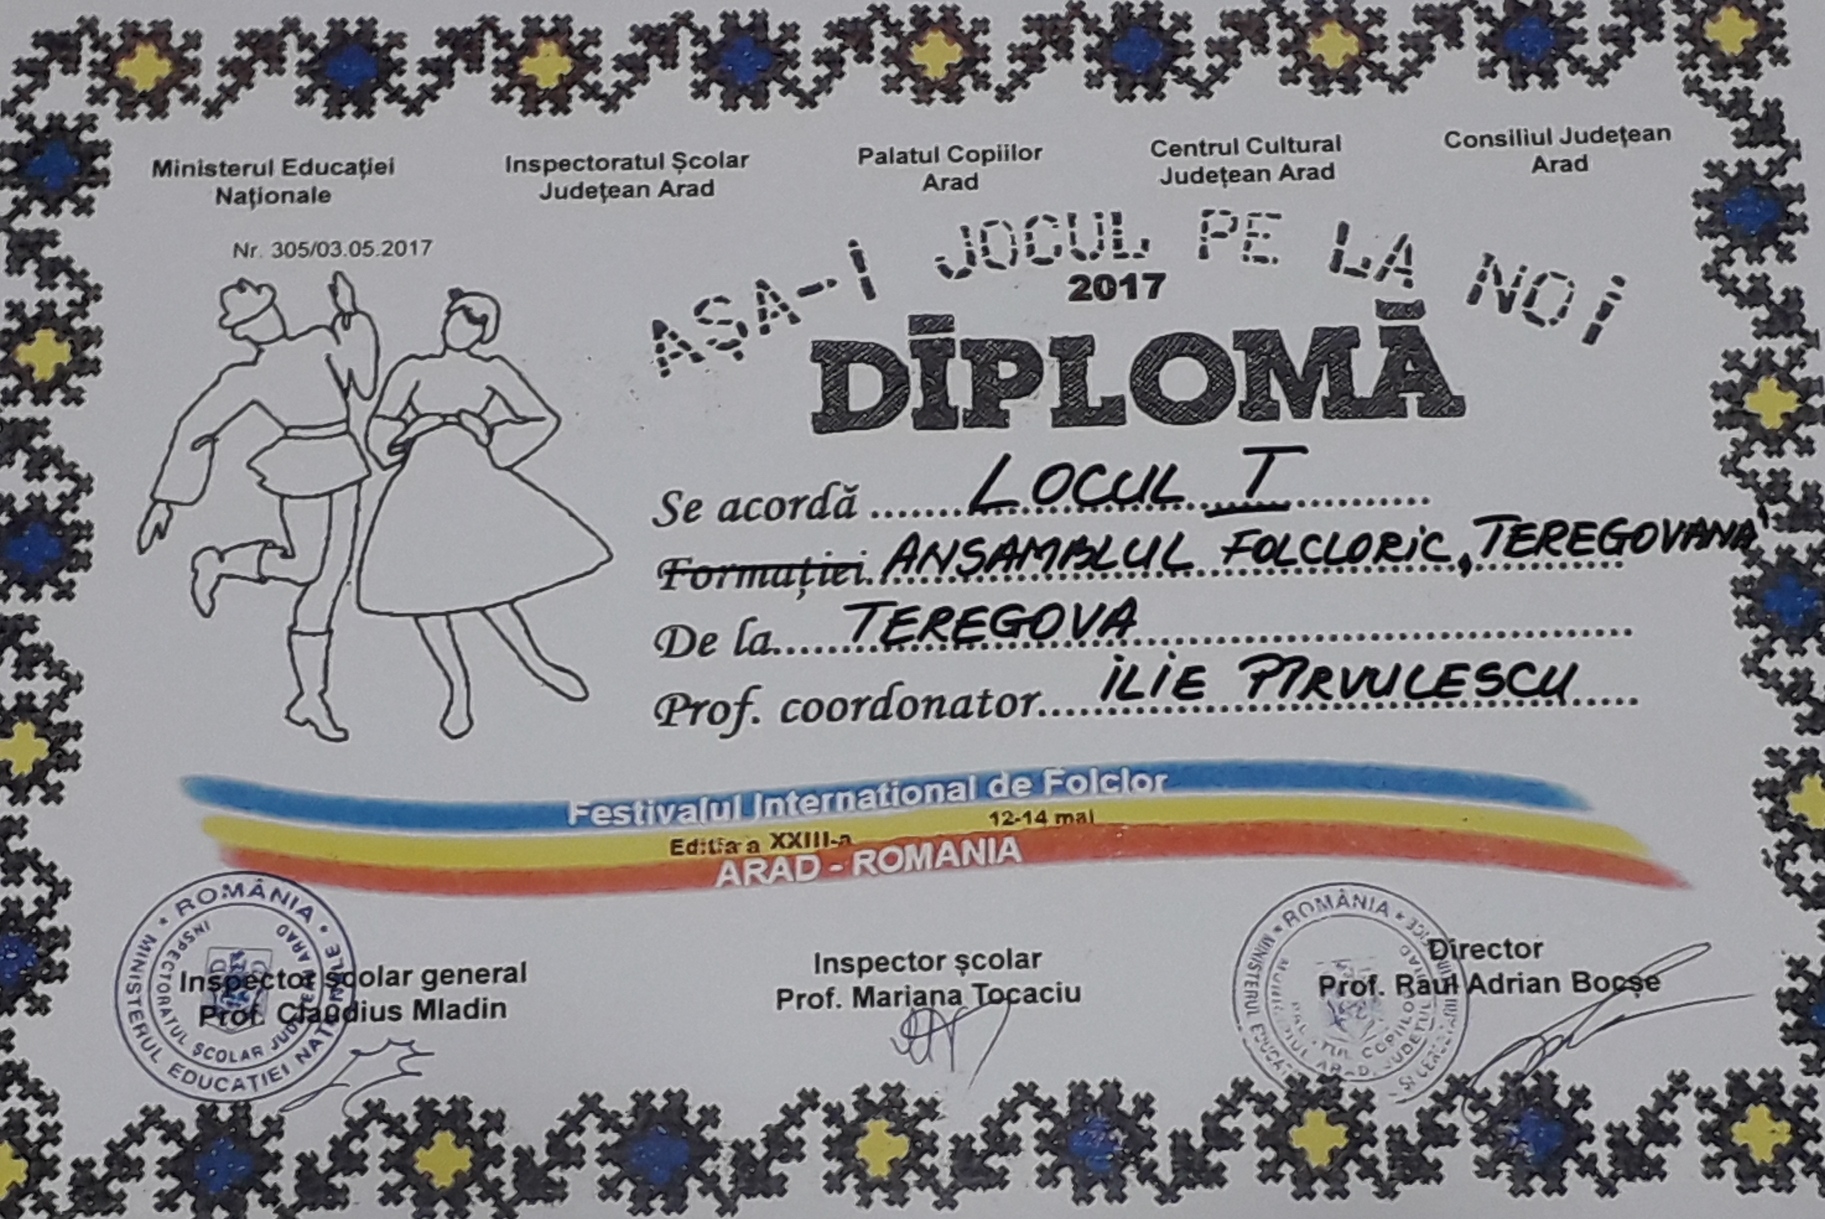 Ministerul Educației
Naționale
Inspectoratul Școlar
Județean Arad
Palatul Copiilor
Arad
Centrul Cultural
Județean Arad
Consiliul Județean
Arad
Nr. 305/03.05.2017
AȘA-I JOCUL PE LA NOI
2017
DIPLOMĂ
Se acordă LOCUL I
Formației ANSAMBLUL FOLCLORIC „TEREGOVANA"
De la TEREGOVA
Prof. coordonator ILIE PÎRVULESCU
Festivalul International de Folclor
12-14 mai
Editia a XXIII-a
ARAD - ROMANIA
Inspector școlar general
Prof. Claudius Mladin
Inspector școlar
Prof. Mariana Tocaciu
Director
Prof. Raul Adrian Bocșe
ROMÂNIA
MINISTERUL EDUCAȚIEI NAȚIONALE
INSPECTORATUL ȘCOLAR JUDEȚEAN ARAD
ROMÂNIA